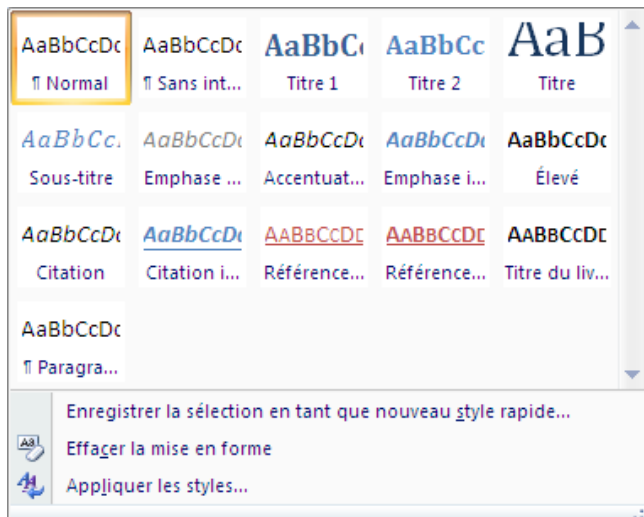 AaBbCcDc AaBbCcDc AaBbC AaBbCc AaB
¶ Normal ¶ Sans int... Titre 1 Titre 2 Titre
AaBbCc. AaBbCcDc AaBbCcDc AaBbCcDc AaBbCcDc
Sous-titre Emphase ... Accentuat... Emphase i... Élevé
AaBbCcDc AaBbCcDc AABBCCDD AABBCCDD AABBCCDD
Citation Citation i... Référence... Référence... Titre du liv...
AaBbCcDc
¶ Paragra...
Enregistrer la sélection en tant que nouveau style rapide...
Effacer la mise en forme
Appliquer les styles...